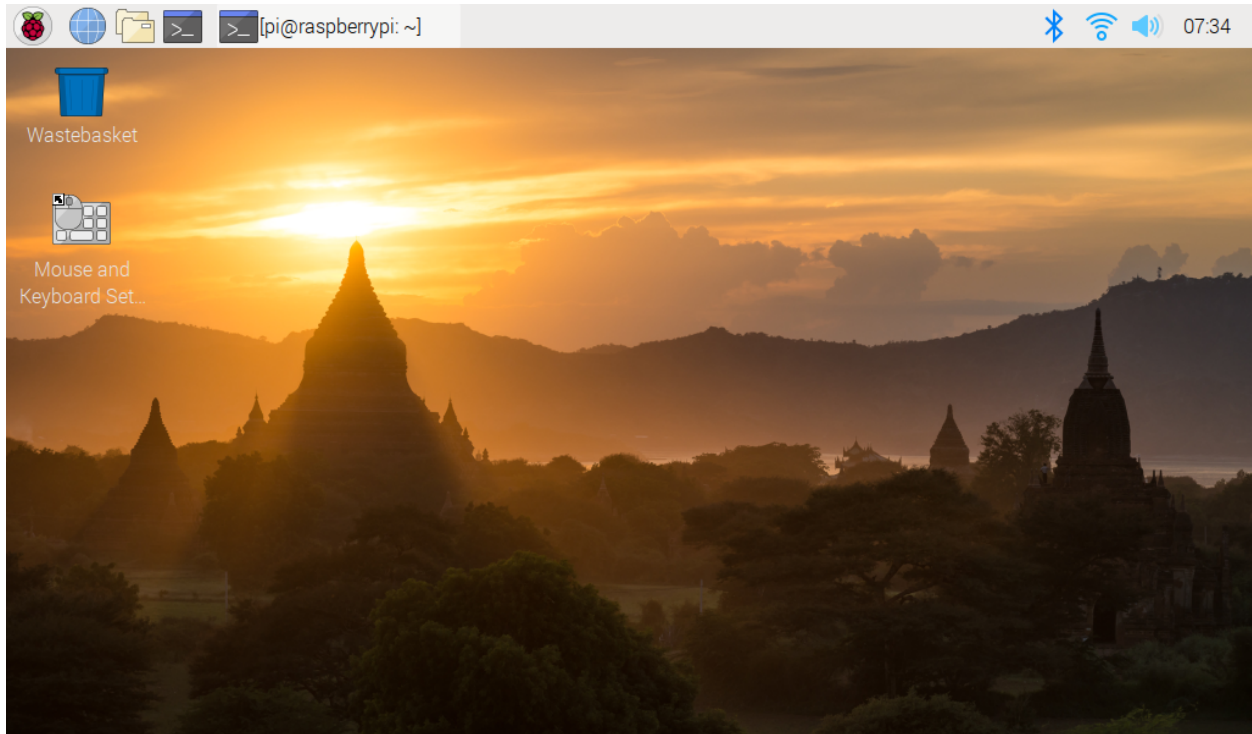 [pi@raspberrypi: ~]
07:34
Wastebasket
Mouse and
Keyboard Set...